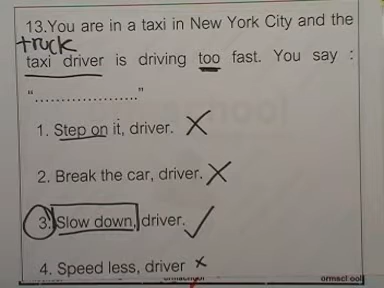 13.You are in a taxi in New York City and the
truck
taxi driver is driving too fast. You say :
"...................."
1. Step on it, driver. X
2. Break the car, driver. X
3. Slow down, driver. ✓
4. Speed less, driver x